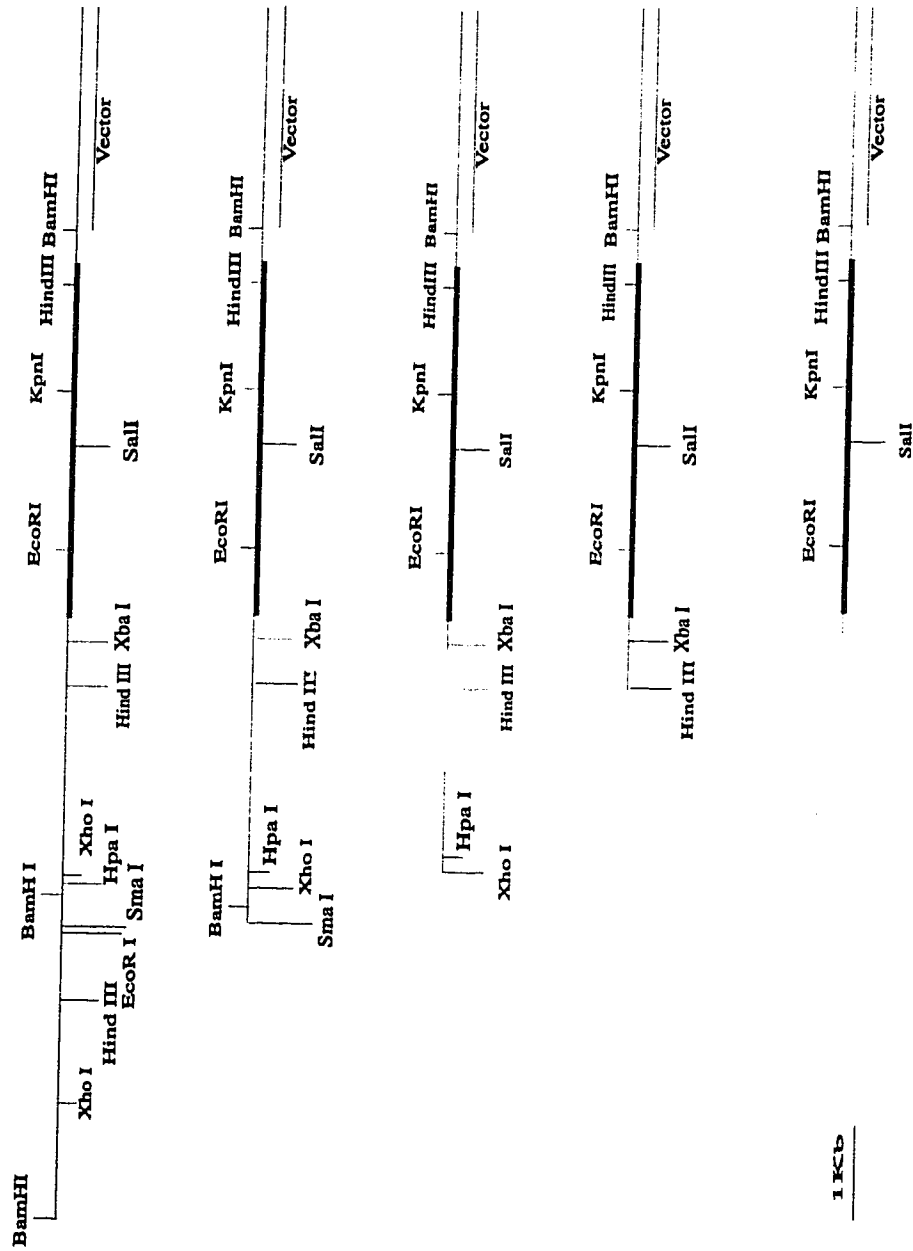 BamHI
BamH I
EcoRI
KpnI
HindIII BamHI
Xho I
Hind III
EcoR I
Sma I
Hpa I
Xho I
Hind III
Xba I
SalI
Vector
BamH I
EcoRI
KpnI
HindIII
BamHI
Sma I
Xho I
Hpa I
Hind III
Xba I
SalI
Vector
EcoRI
KpnI
HindIII BamHI
Xho I
Hpa I
Hind III
Xba I
SalI
Vector
EcoRI
KpnI
HindIII
BamHI
Hind III
Xba I
SalI
Vector
1Kb
EcoRI
KpnI
HindIII BamHI
SalI
Vector